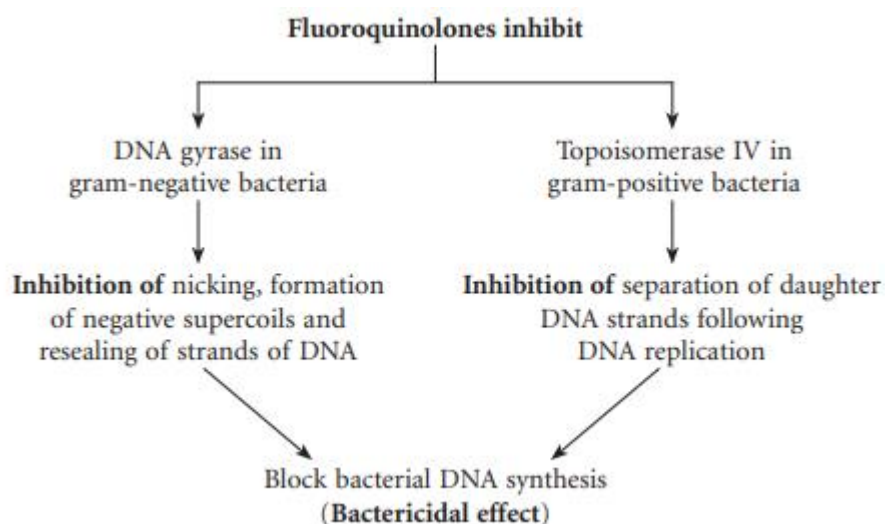 Fluoroquinolones inhibit
DNA gyrase in
gram-negative bacteria
Topoisomerase IV in
gram-positive bacteria
Inhibition of nicking, formation
of negative supercoils and
resealing of strands of DNA
Inhibition of separation of daughter
DNA strands following
DNA replication
Block bacterial DNA synthesis
(Bactericidal effect)